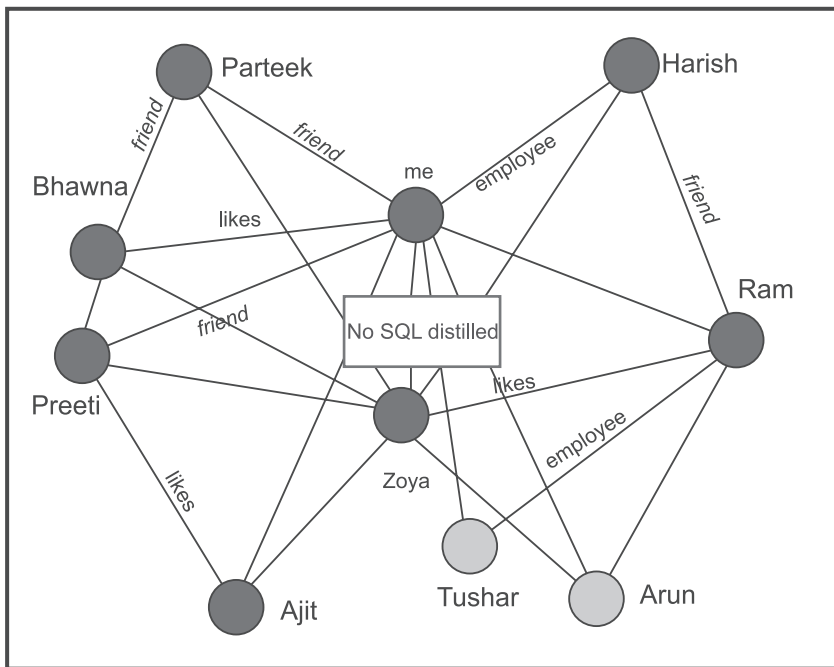 Parteek
Harish
friend
friend
me
employee
Bhawna
likes
friend
Ram
friend
No SQL distilled
likes
Preeti
employee
likes
Zoya
Tushar
Arun
Ajit